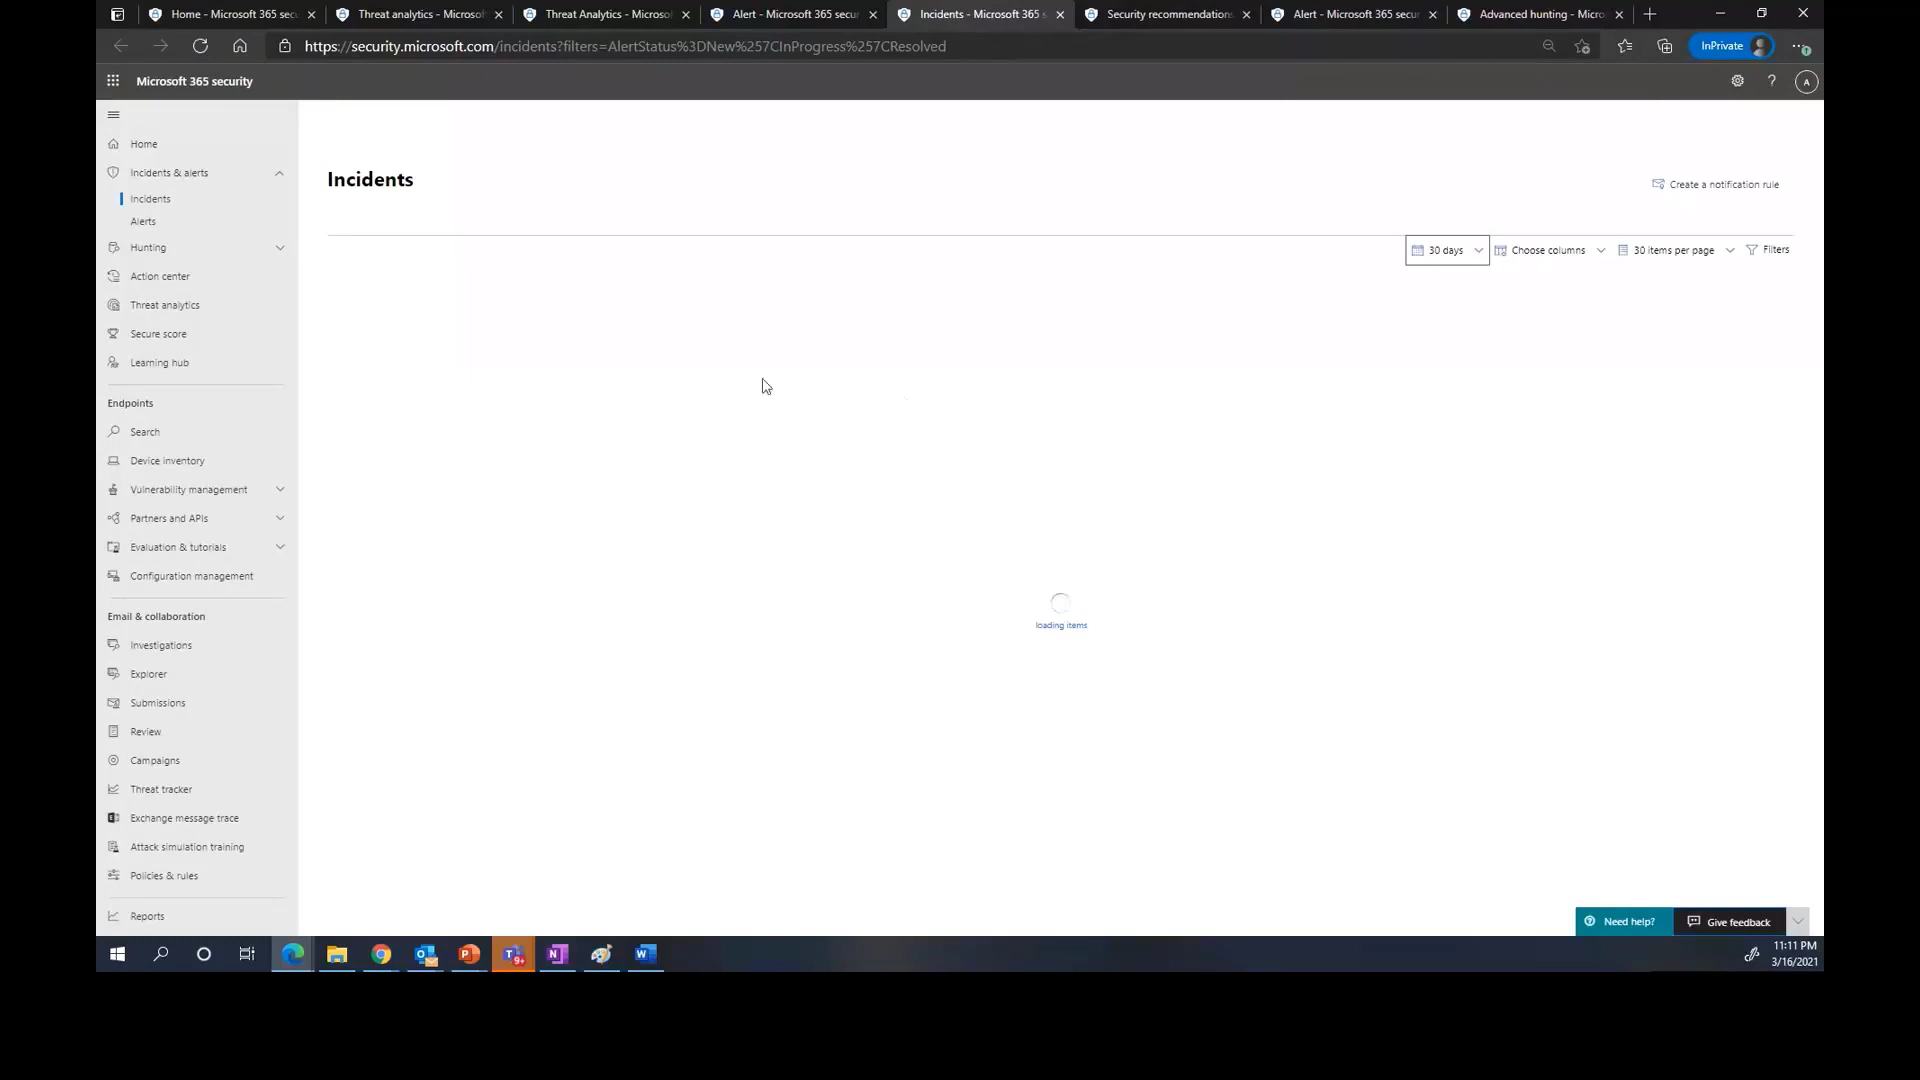 Home - Microsoft 365 secu
Threat analytics - Microsof
Threat Analytics - Microso
Alert - Microsoft 365 secur
Incidents - Microsoft 365 s
Security recommendations
Alert - Microsoft 365 secur
Advanced hunting - Micro
https://security.microsoft.com/incidents?filters=AlertStatus%3DNew%257CInProgress%257CResolved
InPrivate
Microsoft 365 security
A
Home
Incidents & alerts
Incidents
Alerts
Hunting
Action center
Threat analytics
Secure score
Learning hub
Endpoints
Search
Device inventory
Vulnerability management
Partners and APIs
Evaluation & tutorials
Configuration management
Email & collaboration
Investigations
Explorer
Submissions
Review
Campaigns
Threat tracker
Exchange message trace
Attack simulation training
Policies & rules
Reports
Incidents
Create a notification rule
30 days
Choose columns
30 items per page
Filters
loading items
Need help?
Give feedback
11:11 PM
3/16/2021